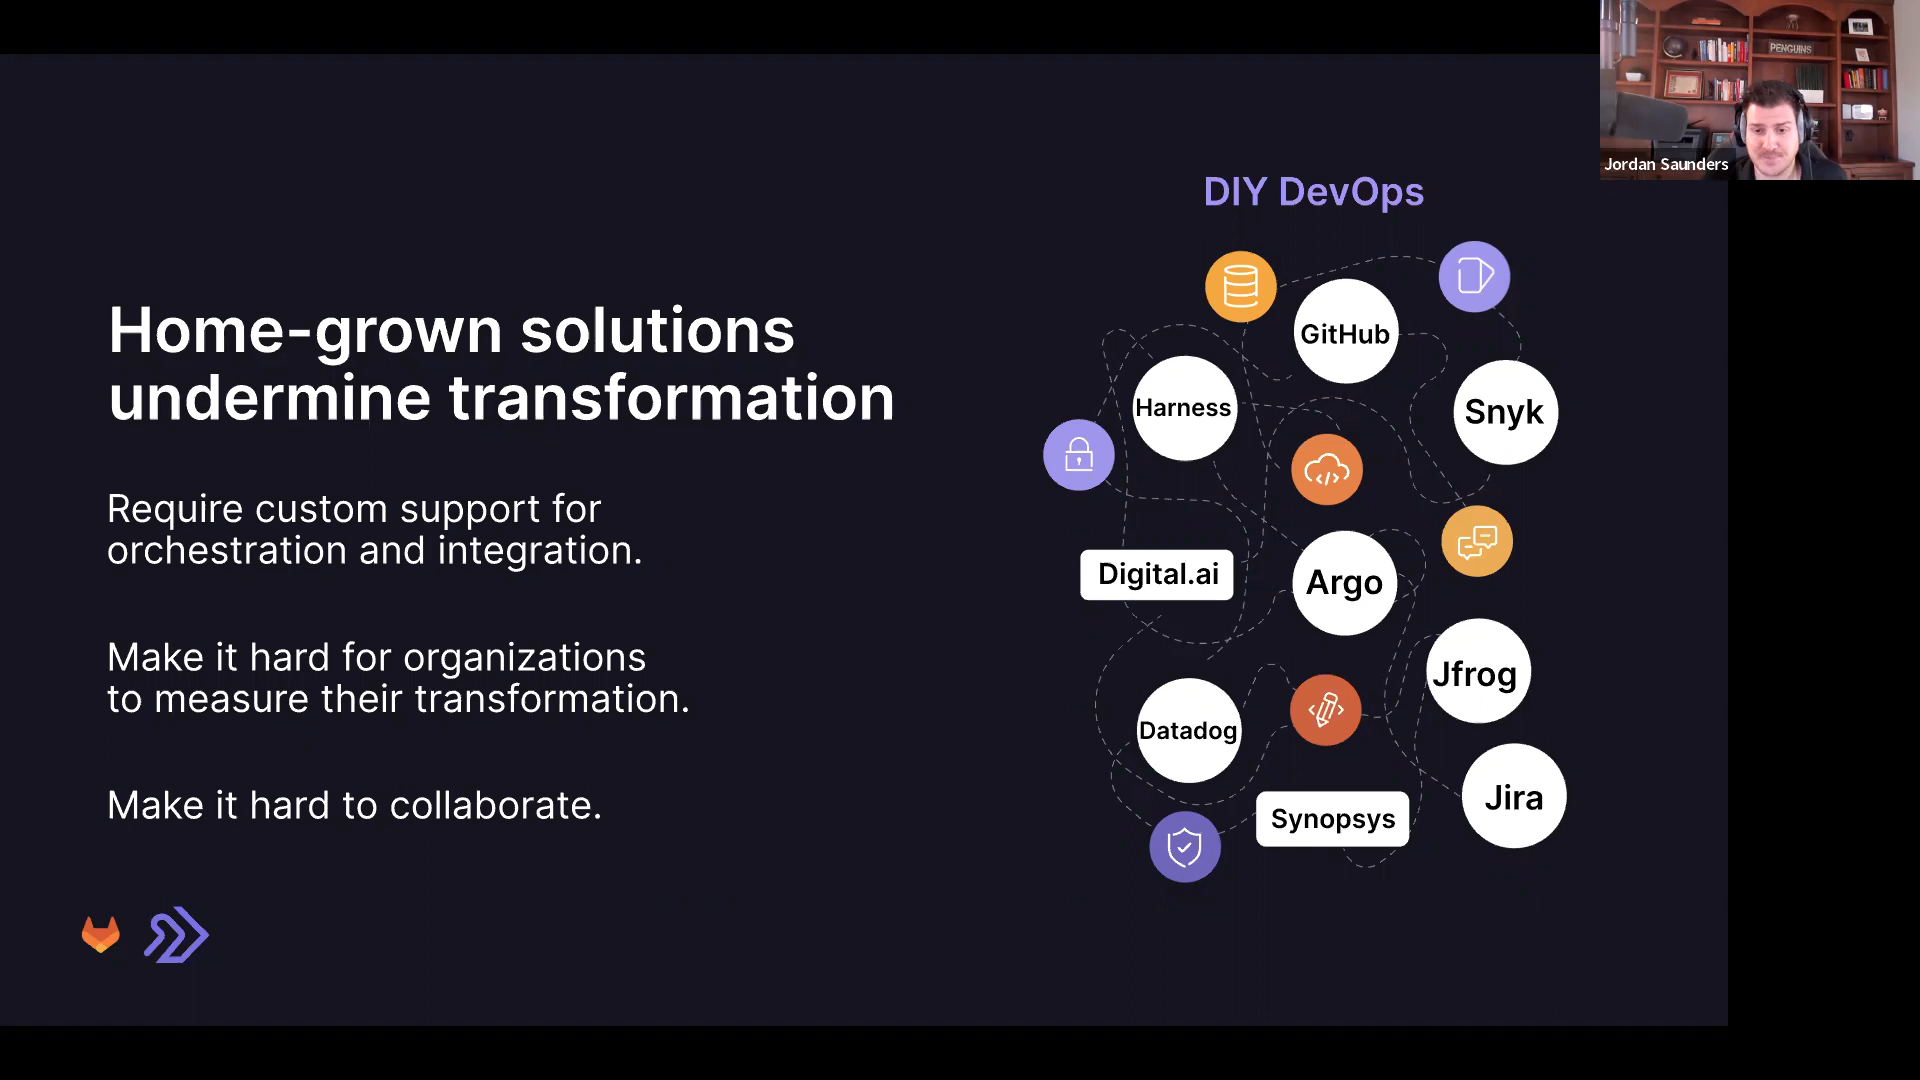 PENGUINS
Jordan Saunders
DIY DevOps
Home-grown solutions
undermine transformation
Require custom support for
orchestration and integration.
Make it hard for organizations
to measure their transformation.
Make it hard to collaborate.
GitHub
Harness
Snyk
Digital.ai
Argo
Jfrog
Datadog
Jira
Synopsys